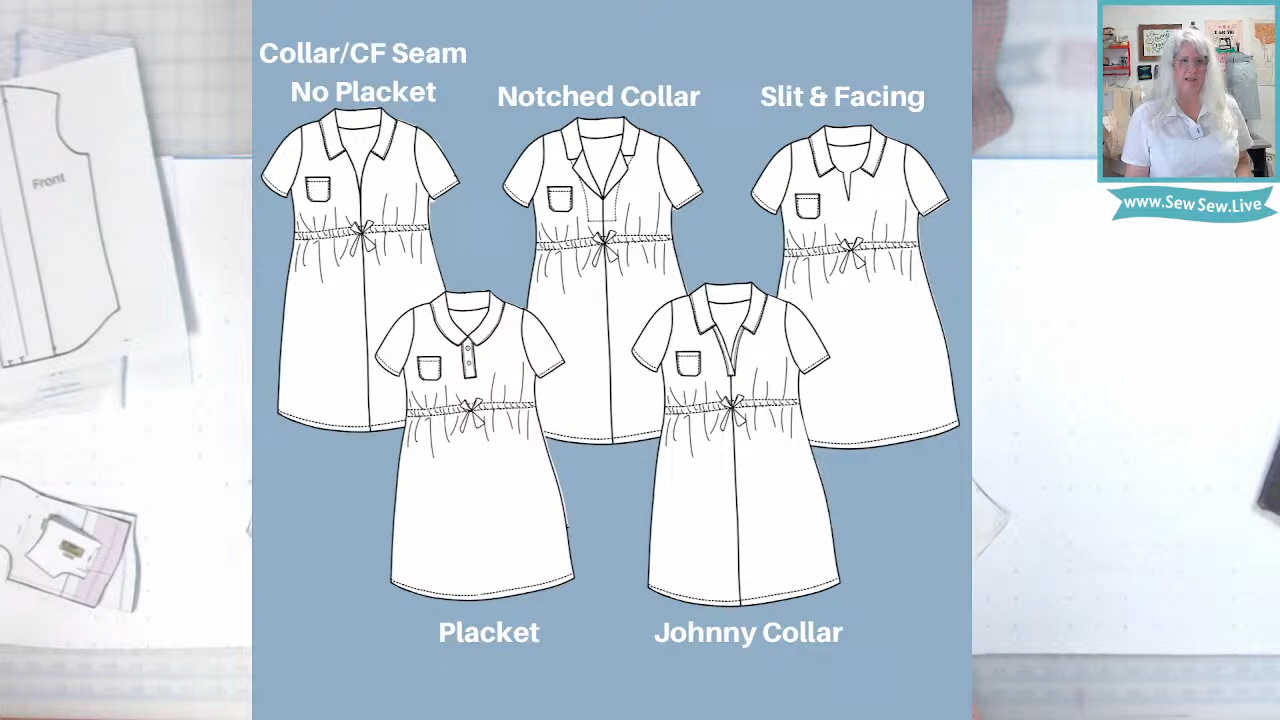 Collar/CF Seam
No Placket
Notched Collar
Slit & Facing
Placket
Johnny Collar
Front
www.SewSew.Live